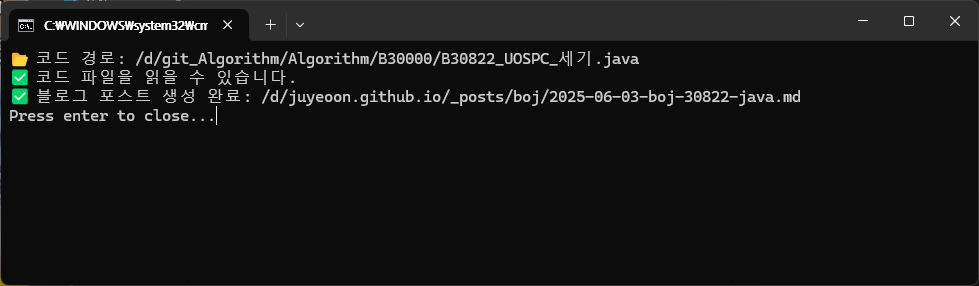 C:\WINDOWS\system32\cm
📂 코드 경로: /d/git_Algorithm/Algorithm/B30000/B30822_UOSPC_세기.java
✅ 코드 파일을 읽을 수 있습니다.
✅ 블로그 포스트 생성 완료: /d/juyeoon.github.io/_posts/boj/2025-06-03-boj-30822-java.md
Press enter to close...